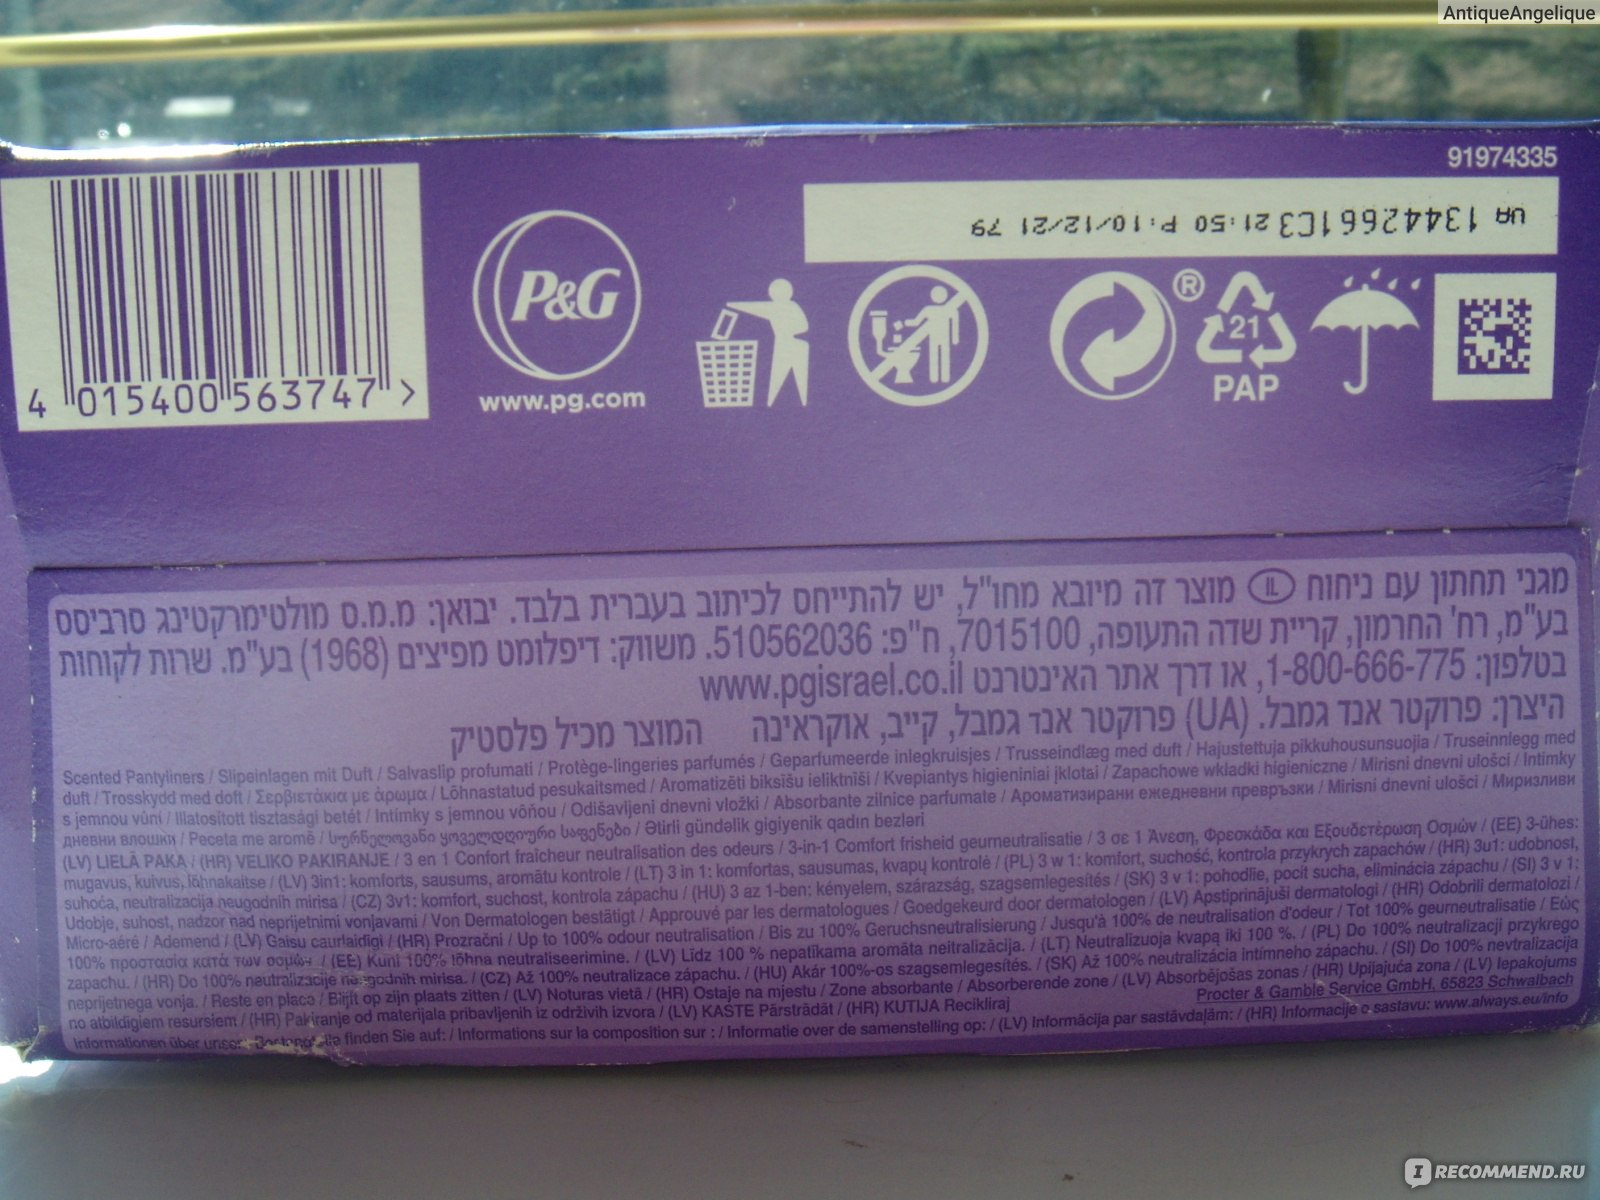 AntiqueAngelique
91974335
UA 13442661C3 21:50 P:10/12/21 79
4 015400 563747 >
P&G
www.pg.com
®
21
PAP
מגני תחתון עם ניחוח (IL) מוצר זה מיובא מחו"ל, יש להתייחס לכיתוב בעברית בלבד. יבואן: מ.מ.ס מולטימרקטינג סרביסס
בע"מ, רח' החרמון, קריית שדה התעופה, 7015100, ח"פ: 510562036. משווק: דיפלומט מפיצים (1968) בע"מ. שרות לקוחות
בטלפון: 1-800-666-775, או דרך אתר האינטרנט www.pgisrael.co.il
היצרן: פרוקטר אנד גמבל. (UA) פרוקטר אנד גמבל, קייב, אוקראינה המוצר מכיל פלסטיק
Scented Pantyliners / Slipeinlagen mit Duft / Salvaslip profumati / Protège-lingeries parfumés / Geparfumeerde inlegkruisjes / Trusseindlæg med duft / Hajustettuja pikkuhousunsuojia / Truseinnlegg med
duft / Trosskydd med doft / Σερβιετάκια με άρωμα / Lõhnastatud pesukaitsmed / Aromatizēti biksīšu ieliktnīši / Kvepiantys higieniniai įklotai / Zapachowe wkładki higieniczne / Mirisni dnevni ulošci / Intimky
s jemnou vůní / Illatosított tisztasági betét / Intímky s jemnou vôňou / Odišavljeni dnevni vložki / Absorbante zilnice parfumate / Ароматизирани ежедневни превръзки / Mirisni dnevni ulošci / Миризливи
дневни влошки / Peceta me aromë / სურნელოვანი ყოველდღიური საფენები / Ətirli gündəlik gigiyenik qadın bezləri
(LV) LIELĀ PAKA / (HR) VELIKO PAKIRANJE / 3 en 1 Confort fraîcheur neutralisation des odeurs / 3-in-1 Comfort frisheid geurneutralisatie / 3 σε 1 Άνεση, Φρεσκάδα και Εξουδετέρωση Οσμών / (EE) 3-ühes:
mugavus, kuivus, lõhnakaitse / (LV) 3in1: komforts, sausums, aromātu kontrole / (LT) 3 in 1: komfortas, sausumas, kvapų kontrolė / (PL) 3 w 1: komfort, suchość, kontrola przykrych zapachów / (HR) 3u1: udobnost,
suhoća, neutralizacija neugodnih mirisa / (CZ) 3v1: komfort, suchost, kontrola zápachu / (HU) 3 az 1-ben: kényelem, szárazság, szagsemlegesítés / (SK) 3 v 1: pohodlie, pocit sucha, eliminácia zápachu / (SI) 3 v 1:
Udobje, suhost, nadzor nad neprijetnimi vonjavami / Von Dermatologen bestätigt / Approuvé par les dermatologues / Goedgekeurd door dermatologen / (LV) Apstiprinājuši dermatologi / (HR) Odobrili dermatolozi /
Micro-aéré / Ademend / (LV) Gaisu caurlaidīgi / (HR) Prozračni / Up to 100% odour neutralisation / Bis zu 100% Geruchsneutralisierung / Jusqu'à 100% de neutralisation d'odeur / Tot 100% geurneutralisatie / Εώς
100% προστασία κατά των οσμών / (EE) Kuni 100% lõhna neutraliseerimine. / (LV) Līdz 100 % nepatīkama aromāta neitralizācija. / (LT) Neutralizuoja kvapą iki 100 %. / (PL) Do 100% neutralizacji przykrego
zapachu. / (HR) Do 100% neutralizacije neugodnih mirisa. / (CZ) Až 100% neutralizace zápachu. / (HU) Akár 100%-os szagsemlegesítés. / (SK) Až 100% neutralizácia intímneho zápachu. / (SI) Do 100% nevtralizacija
neprijetnega vonja. / Reste en place / Blijft op zijn plaats zitten / (LV) Noturas vietā / (HR) Ostaje na mjestu / Zone absorbante / Absorberende zone / (LV) Absorbējošas zonas / (HR) Upijajuća zona / (LV) Iepakojums
no atbildīgiem resursiem / (HR) Pakiranje od materijala pribavljenih iz održivih izvora / (LV) KASTE Pārstrādāt / (HR) KUTIJA Recikliraj Procter & Gamble Service GmbH, 65823 Schwalbach
Informationen über unsere finden Sie auf: / Informations sur la composition sur : / Informatie over de samenstelling op: / (LV) Informācija par sastāvdaļām: / (HR) Informacije o sastavu: www.always.eu/info
IRECOMMEND.RU